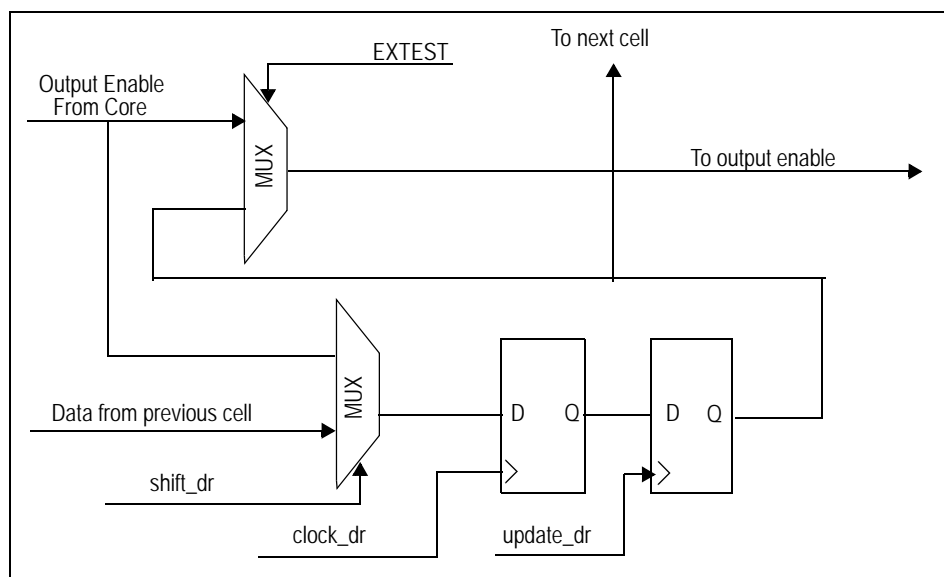 EXTEST
To next cell
Output Enable
From Core
MUX
To output enable
MUX
D Q
D Q
Data from previous cell
shift_dr
clock_dr
update_dr